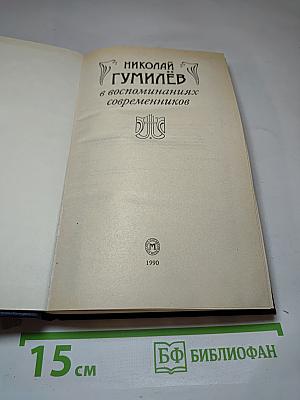 НИКОЛАЙ
ГУМИЛЁВ
в воспоминаниях
современников
М
1990
15 см
БФ БИБЛИОФАН